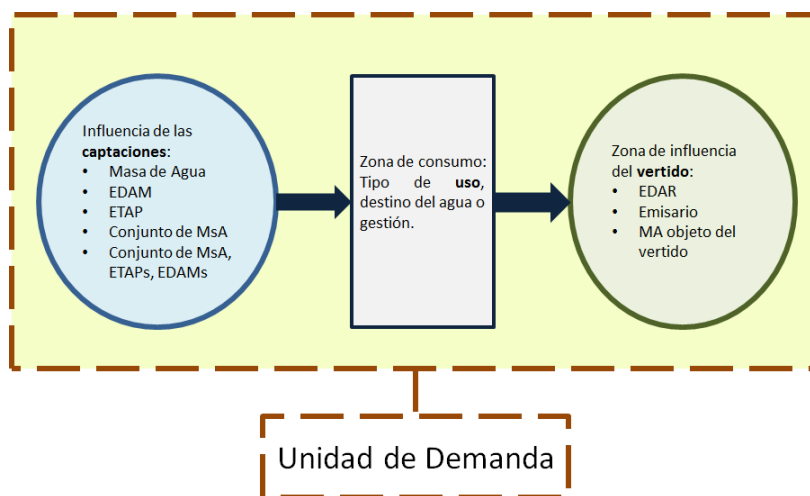 Influencia de las
captaciones:
• Masa de Agua
• EDAM
• ETAP
• Conjunto de MsA
• Conjunto de MsA,
ETAPs, EDAMs
Zona de consumo:
Tipo de uso,
destino del agua o
gestión.
Zona de influencia
del vertido:
• EDAR
• Emisario
• MA objeto del
vertido
Unidad de Demanda